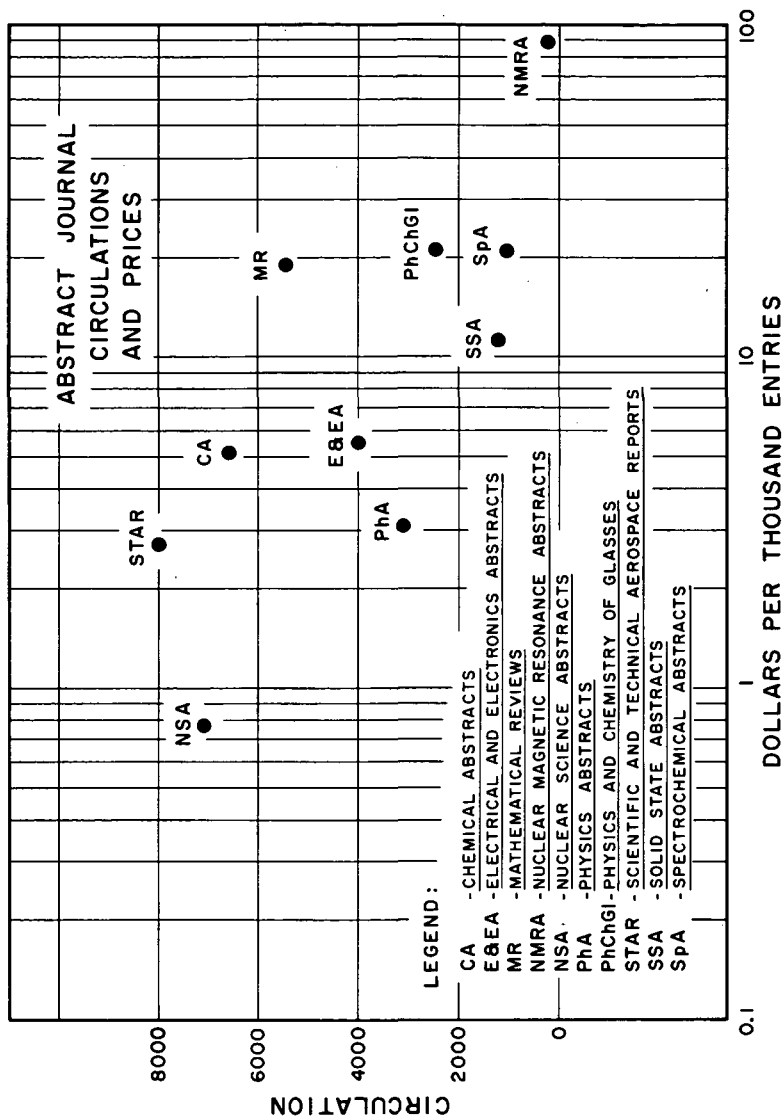 ABSTRACT JOURNAL
CIRCULATIONS
AND PRICES
NMRA
MR
PhChGl
SpA
SSA
CA
E&EA
STAR
PhA
NSA
LEGEND:
CA - CHEMICAL ABSTRACTS
E&EA - ELECTRICAL AND ELECTRONICS ABSTRACTS
MR - MATHEMATICAL REVIEWS
NMRA - NUCLEAR MAGNETIC RESONANCE ABSTRACTS
NSA - NUCLEAR SCIENCE ABSTRACTS
PhA - PHYSICS ABSTRACTS
PhChGl - PHYSICS AND CHEMISTRY OF GLASSES
STAR - SCIENTIFIC AND TECHNICAL AEROSPACE REPORTS
SSA - SOLID STATE ABSTRACTS
SpA - SPECTROCHEMICAL ABSTRACTS
CIRCULATION
8000
6000
4000
2000
0
0.1
1
10
100
DOLLARS PER THOUSAND ENTRIES